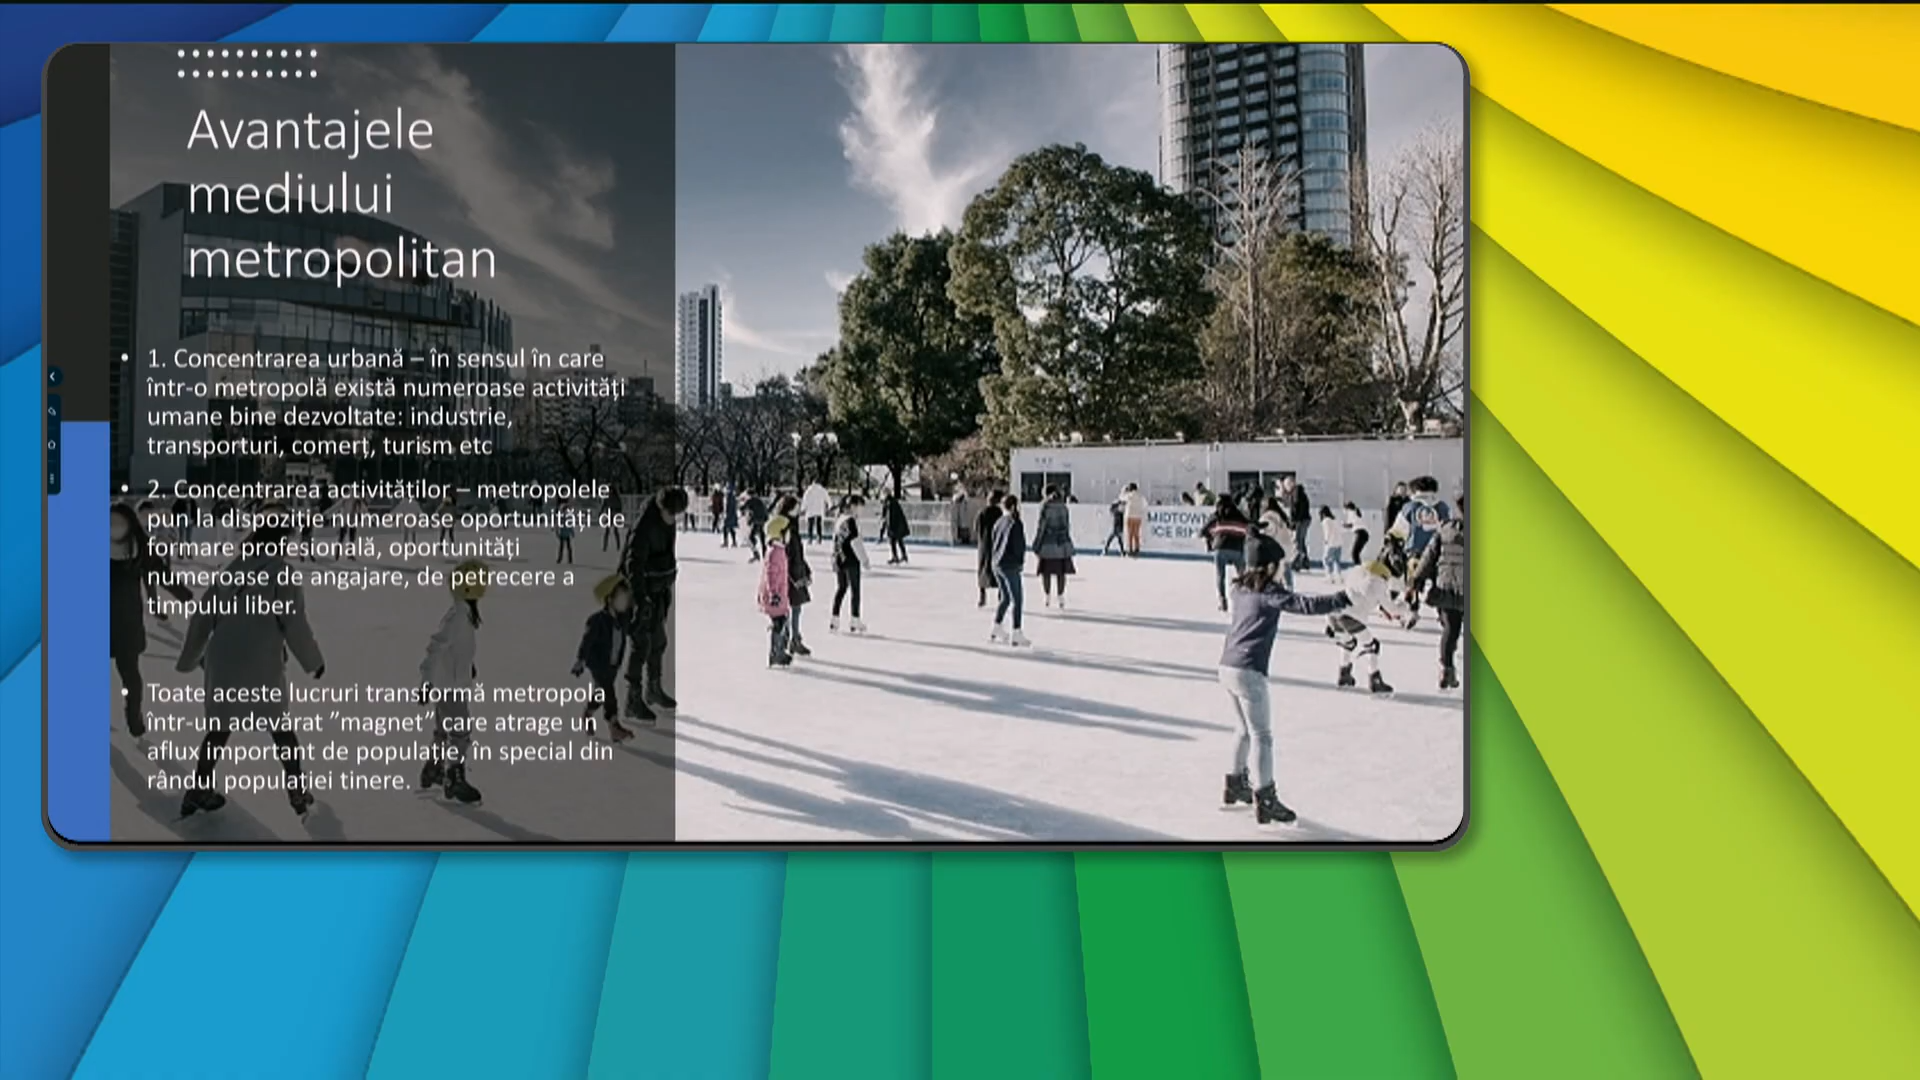 Avantajele
mediului
metropolitan
• 1. Concentrarea urbană – în sensul în care
într-o metropolă există numeroase activități
umane bine dezvoltate: industrie,
transporturi, comerț, turism etc
• 2. Concentrarea activităților – metropolele
pun la dispoziție numeroase oportunități de
formare profesională, oportunități
numeroase de angajare, de petrecere a
timpului liber.
• Toate aceste lucruri transformă metropola
într-un adevărat ”magnet” care atrage un
aflux important de populație, în special din
rândul populației tinere.
MIDTOWN
ICE RINK